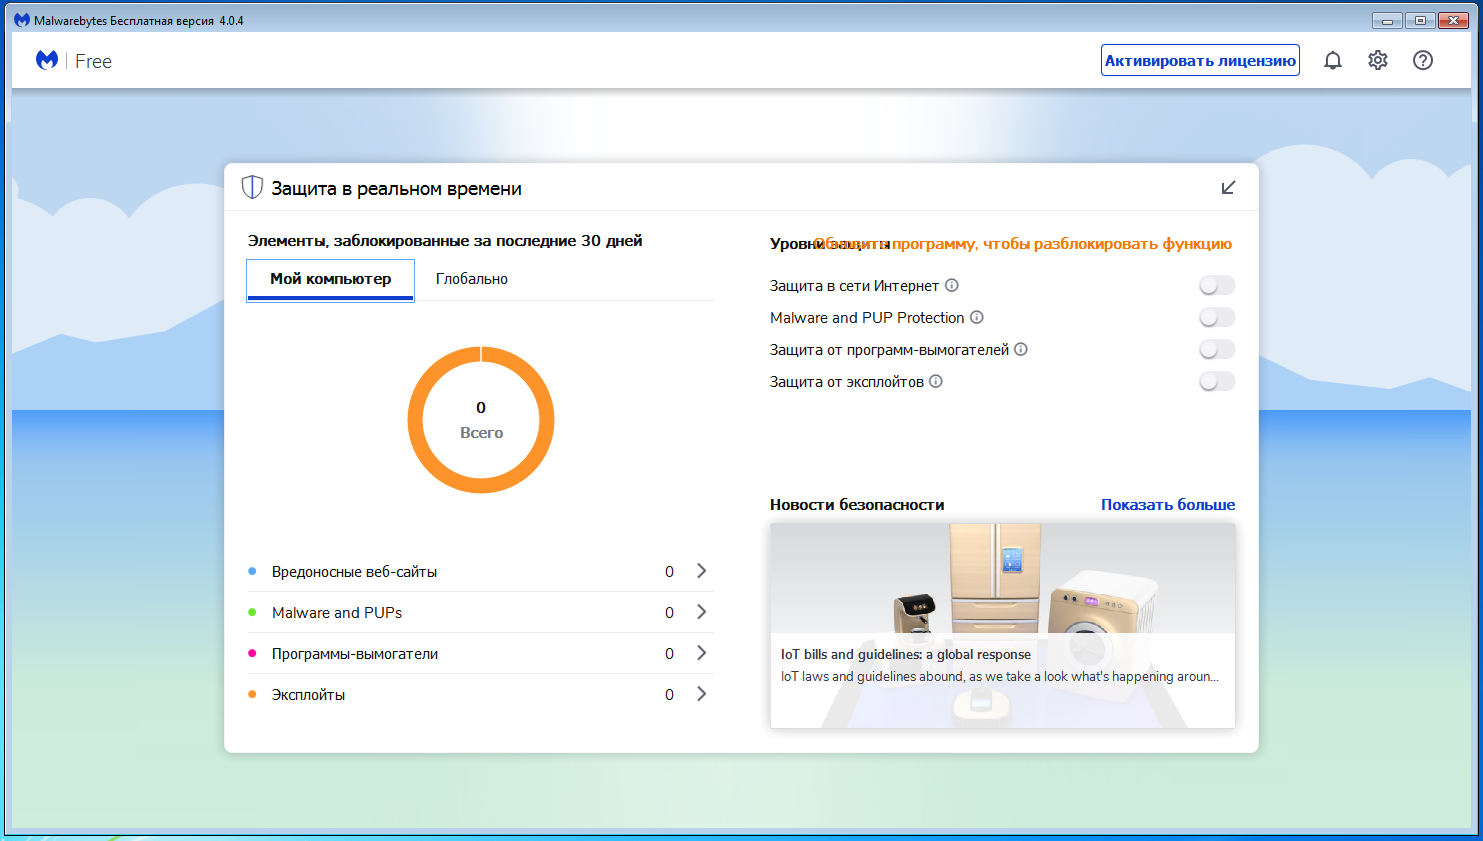 Malwarebytes Бесплатная версия 4.0.4
Free
Активировать лицензию
Защита в реальном времени
Элементы, заблокированные за последние 30 дней
Мой компьютер
Глобально
0
Всего
Вредоносные веб-сайты 0
Malware and PUPs 0
Программы-вымогатели 0
Эксплойты 0
Уровни защиты
Обновить программу, чтобы разблокировать функцию
Защита в сети Интернет
Malware and PUP Protection
Защита от программ-вымогателей
Защита от эксплойтов
Новости безопасности
Показать больше
IoT bills and guidelines: a global response
IoT laws and guidelines abound, as we take a look what's happening aroun...